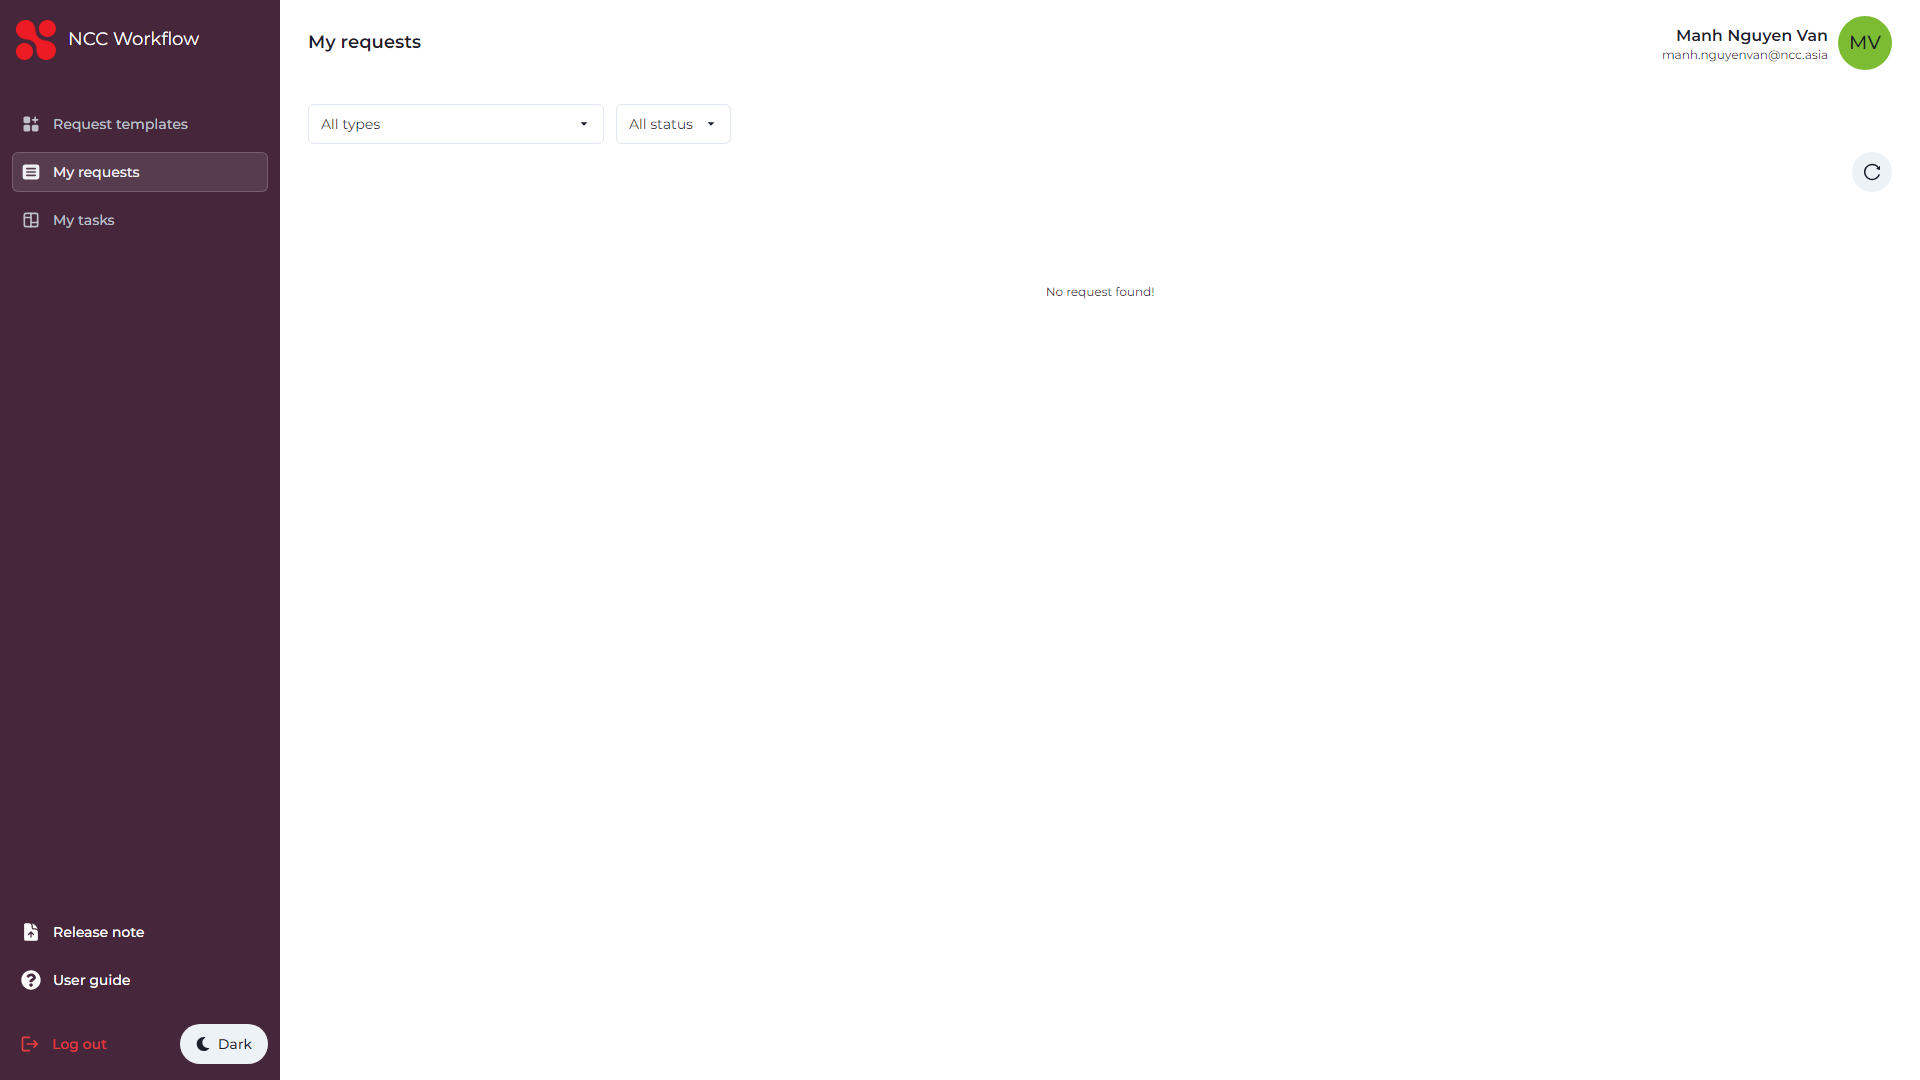 NCC Workflow
Request templates
My requests
My tasks
Release note
User guide
Log out
Dark
My requests
Manh Nguyen Van
manh.nguyenvan@ncc.asia
MV
All types
All status
No request found!